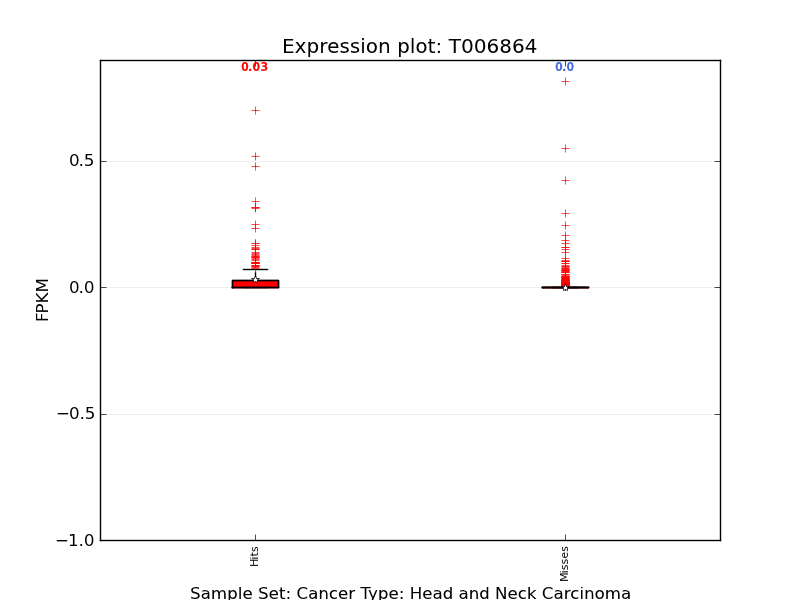 Expression plot: T006864
0.03
0.0
0.5
0.0
−0.5
−1.0
FPKM
Hits
Misses
Sample Set: Cancer Type: Head and Neck Carcinoma